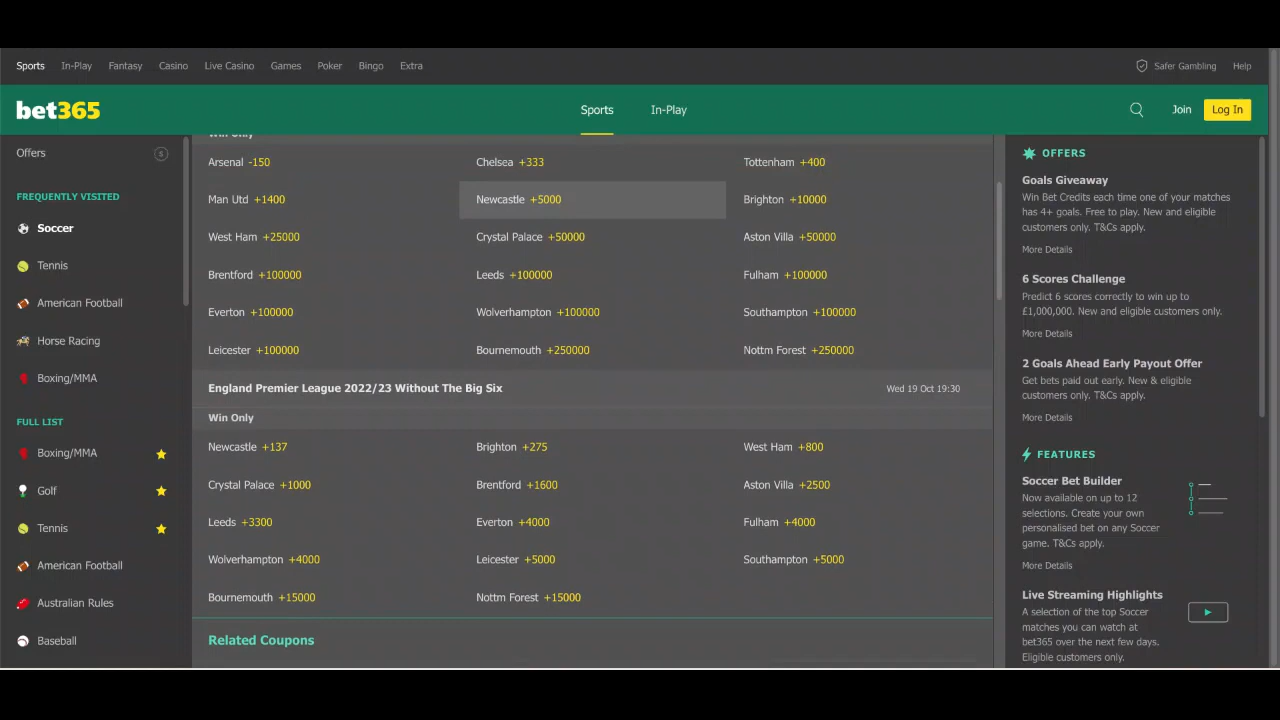 Sports In-Play Fantasy Casino Live Casino Games Poker Bingo Extra Safer Gambling Help
bet365 Sports In-Play Join Log In
Offers
FREQUENTLY VISITED
Soccer
Tennis
American Football
Horse Racing
Boxing/MMA
FULL LIST
Boxing/MMA
Golf
Tennis
American Football
Australian Rules
Baseball
Win Only
Arsenal -150 Chelsea +333 Tottenham +400
Man Utd +1400 Newcastle +5000 Brighton +10000
West Ham +25000 Crystal Palace +50000 Aston Villa +50000
Brentford +100000 Leeds +100000 Fulham +100000
Everton +100000 Wolverhampton +100000 Southampton +100000
Leicester +100000 Bournemouth +250000 Nottm Forest +250000
England Premier League 2022/23 Without The Big Six Wed 19 Oct 19:30
Win Only
Newcastle +137 Brighton +275 West Ham +800
Crystal Palace +1000 Brentford +1600 Aston Villa +2500
Leeds +3300 Everton +4000 Fulham +4000
Wolverhampton +4000 Leicester +5000 Southampton +5000
Bournemouth +15000 Nottm Forest +15000
Related Coupons
OFFERS
Goals Giveaway
Win Bet Credits each time one of your matches
has 4+ goals. Free to play. New and eligible
customers only. T&Cs apply.
More Details
6 Scores Challenge
Predict 6 scores correctly to win up to
£1,000,000. New and eligible customers only.
More Details
2 Goals Ahead Early Payout Offer
Get bets paid out early. New & eligible
customers only. T&Cs apply.
More Details
FEATURES
Soccer Bet Builder
Now available on up to 12
selections. Create your own
personalised bet on any Soccer
game. T&Cs apply.
More Details
Live Streaming Highlights
A selection of the top Soccer
matches you can watch at
bet365 over the next few days.
Eligible customers only.